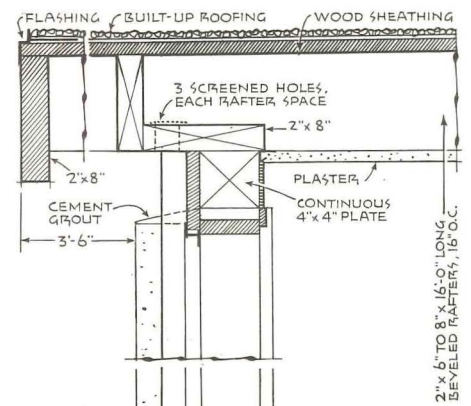 FLASHING
BUILT-UP ROOFING
WOOD SHEATHING
3 SCREENED HOLES,
EACH RAFTER SPACE
2"x 8"
2"x8"
PLASTER
CEMENT
GROUT
CONTINUOUS
4"x 4" PLATE
3'-6"
2"x 6" TO 8"x 16'-0" LONG
BEVELED RAFTERS, 16" O.C.